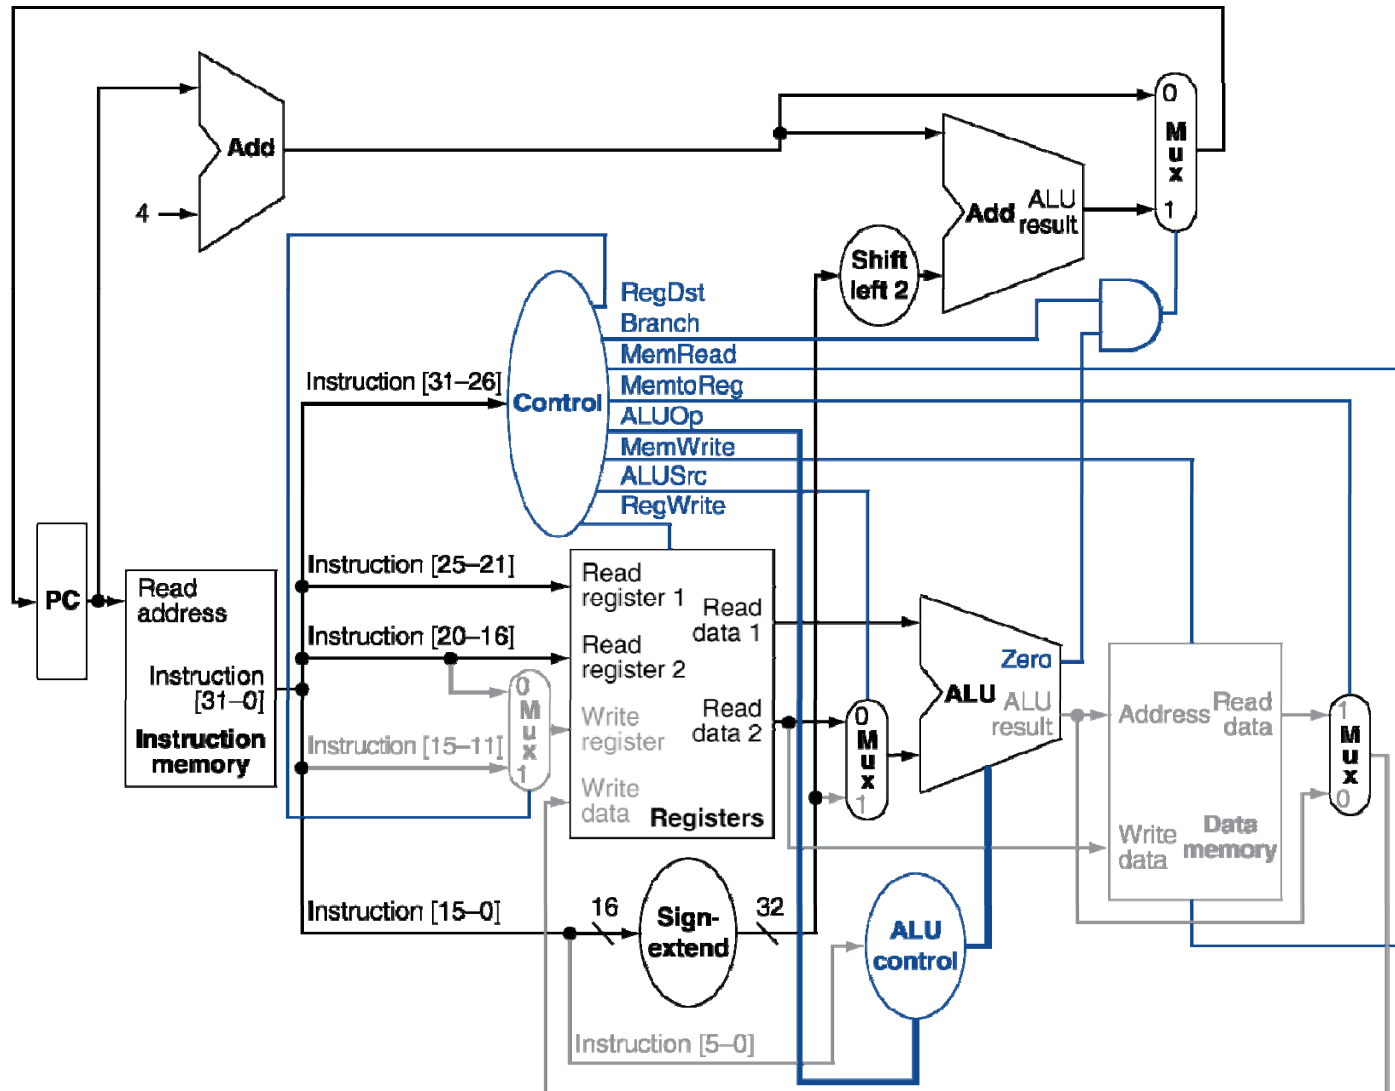 0
Mux
1
Add
ALU
Add result
4
Shift
left 2
RegDst
Branch
MemRead
Instruction [31–26]
MemtoReg
Control
ALUOp
MemWrite
ALUSrc
RegWrite
PC
Read
address
Instruction
[31–0]
Instruction
memory
Instruction [25–21]
Read
register 1
Read
data 1
Instruction [20–16]
Read
register 2
0
Mux
1
Instruction [15–11]
Write
register
Write
data
Read
data 2
Registers
0
Mux
1
Zero
ALU
ALU
result
Address
Read
data
Write
data
Data
memory
1
Mux
0
Instruction [15–0]
16
Sign-
extend
32
ALU
control
Instruction [5–0]